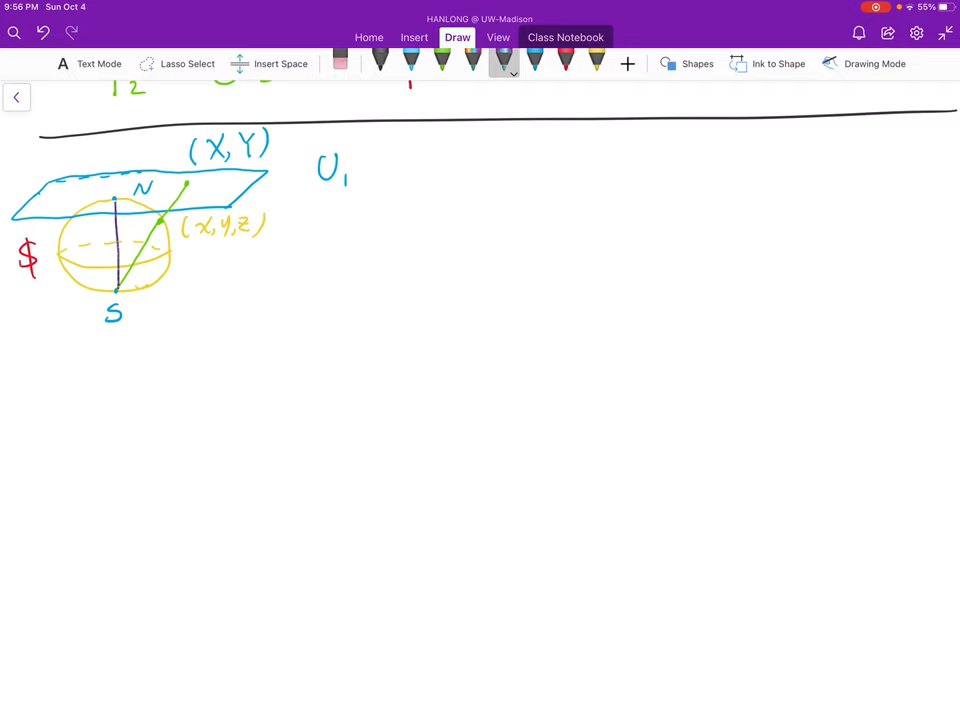 9:56 PM Sun Oct 4
55%
HANLONG @ UW-Madison
Home Insert Draw View Class Notebook
Text Mode Lasso Select Insert Space Shapes Ink to Shape Drawing Mode
(X, Y)
U₁
N
(x, y, z)
$
S